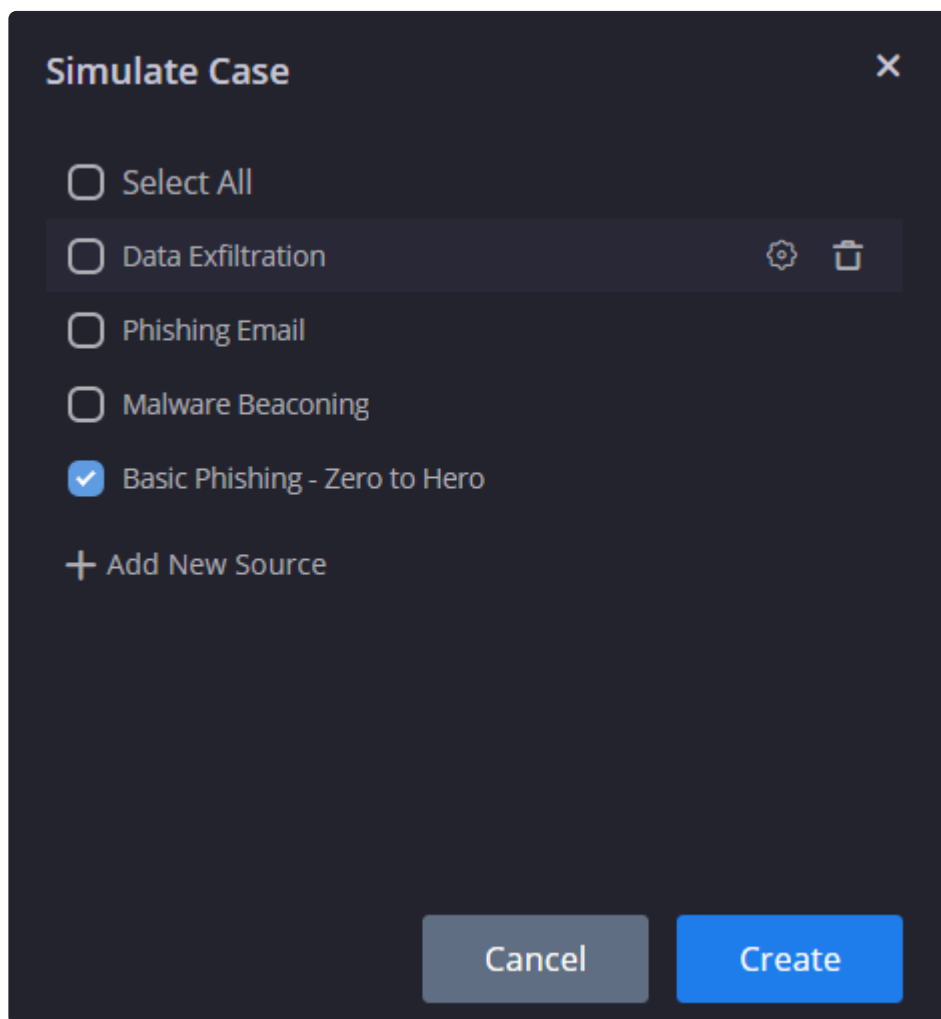 Simulate Case
Select All
Data Exfiltration
Phishing Email
Malware Beaconing
Basic Phishing - Zero to Hero
Add New Source
Cancel Create